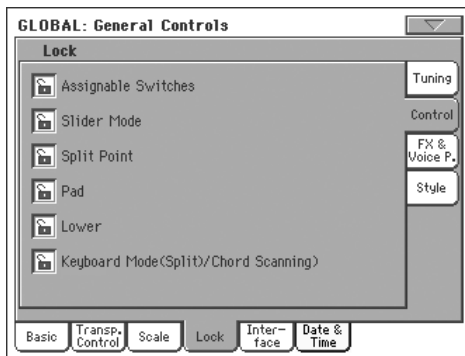 GLOBAL: General Controls
Lock
Assignable Switches
Slider Mode
Split Point
Pad
Lower
Keyboard Mode(Split)/Chord Scanning)
Tuning
Control
FX &
Voice P.
Style
Basic
Transp.
Control
Scale
Lock
Inter-
face
Date &
Time